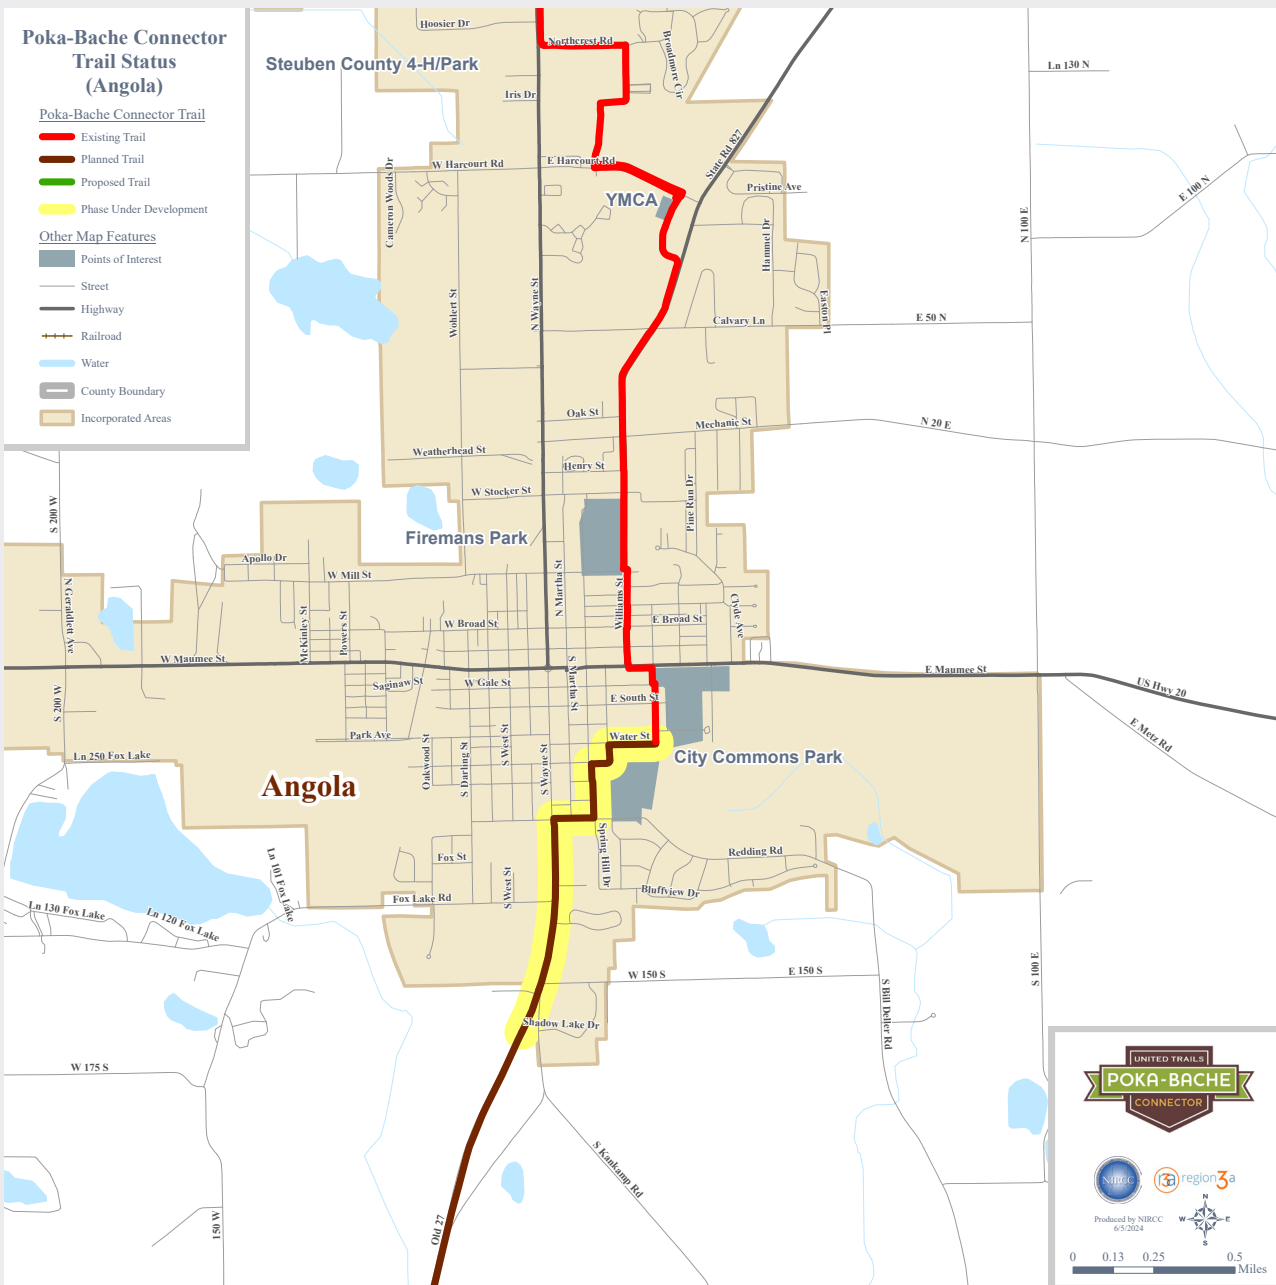 Poka-Bache Connector
Trail Status
(Angola)
Poka-Bache Connector Trail
Existing Trail
Planned Trail
Proposed Trail
Phase Under Development
Other Map Features
Points of Interest
Street
Highway
Railroad
Water
County Boundary
Incorporated Areas
Hoosier Dr
Northcrest Rd
Broadmore Cir
Steuben County 4-H/Park
Ln 130 N
Iris Dr
State Rd 827
W Harcourt Rd
E Harcourt Rd
Cameron Woods Dr
YMCA
Pristine Ave
E 100 N
N 100 E
Hammel Dr
Wohlert St
N Wayne St
Easton Pl
Calvary Ln
E 50 N
Oak St
Mechanic St
N 20 E
Weatherhead St
Henry St
W Stocker St
Pine Run Dr
S 200 W
Firemans Park
Apollo Dr
W Mill St
N Geraldlett Ave
N Martha St
Williams St
Clyde Ave
McKinley St
Powers St
W Broad St
E Broad St
W Maumee St
E Maumee St
US Hwy 20
S 200 W
Saginaw St
W Gale St
S Martha St
E South St
E Metz Rd
Park Ave
Water St
Oakwood St
S Darling St
S West St
S Wayne St
City Commons Park
Ln 250 Fox Lake
Angola
Ln 101 Fox Lake
Fox St
Spring Hill Dr
Redding Rd
S West St
Bluffview Dr
Fox Lake Rd
Ln 130 Fox Lake
Ln 120 Fox Lake
W 150 S
E 150 S
S 100 E
S Bill Deller Rd
Shadow Lake Dr
W 175 S
S Kankamp Rd
150 W
Old 27
UNITED TRAILS
POKA-BACHE
CONNECTOR
NIRCC
r3a
region3a
Produced by NIRCC
6/5/2024
N
W
E
S
0 0.13 0.25 0.5
Miles